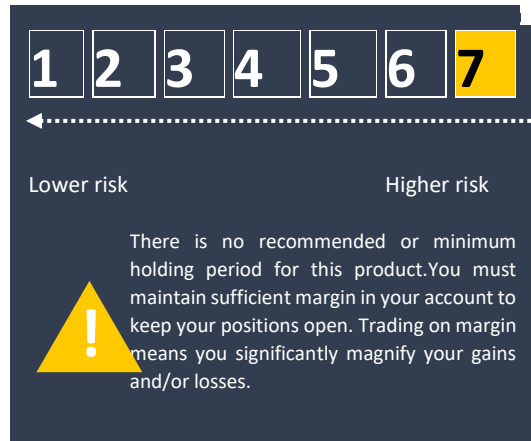 1 2 3 4 5 6 7
Lower risk Higher risk
There is no recommended or minimum
holding period for this product.You must
maintain sufficient margin in your account to
keep your positions open. Trading on margin
means you significantly magnify your gains
and/or losses.
!